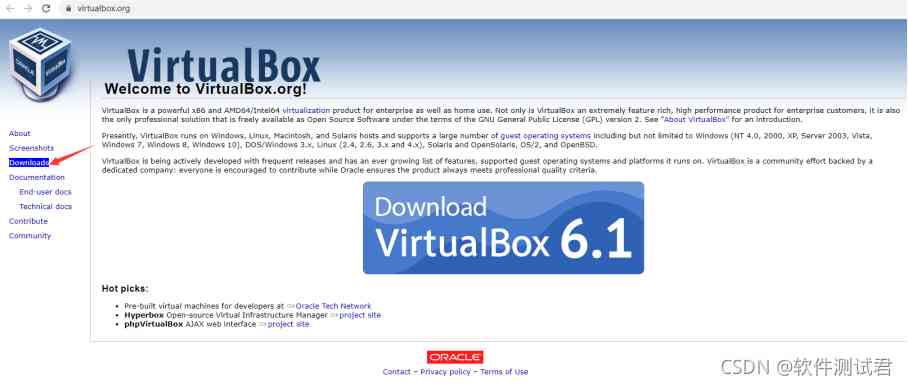 virtualbox.org
VirtualBox
Welcome to VirtualBox.org!
VirtualBox is a powerful x86 and AMD64/Intel64 virtualization product for enterprise as well as home use. Not only is VirtualBox an extremely feature rich, high performance product for enterprise customers, it is also
the only professional solution that is freely available as Open Source Software under the terms of the GNU General Public License (GPL) version 2. See "About VirtualBox" for an introduction.
Presently, VirtualBox runs on Windows, Linux, Macintosh, and Solaris hosts and supports a large number of guest operating systems including but not limited to Windows (NT 4.0, 2000, XP, Server 2003, Vista,
Windows 7, Windows 8, Windows 10), DOS/Windows 3.x, Linux (2.4, 2.6, 3.x and 4.x), Solaris and OpenSolaris, OS/2, and OpenBSD.
VirtualBox is being actively developed with frequent releases and has an ever growing list of features, supported guest operating systems and platforms it runs on. VirtualBox is a community effort backed by a
dedicated company: everyone is encouraged to contribute while Oracle ensures the product always meets professional quality criteria.
About
Screenshots
Downloads
Documentation
End-user docs
Technical docs
Contribute
Community
Download
VirtualBox 6.1
Hot picks:
Pre-built virtual machines for developers at Oracle Tech Network
Hyperbox Open-source Virtual Infrastructure Manager project site
phpVirtualBox AJAX web interface project site
ORACLE
Contact – Privacy policy – Terms of Use
CSDN @软件测试君